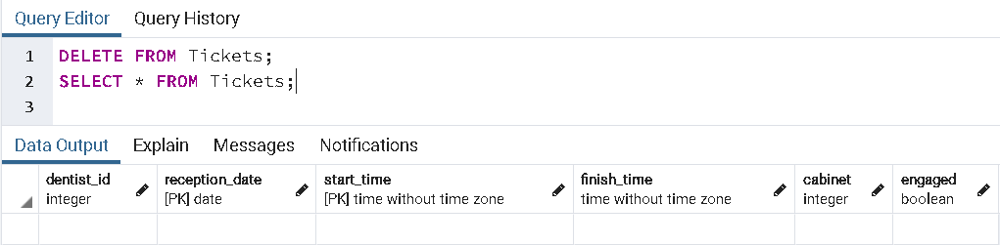 Query Editor Query History
1 DELETE FROM Tickets;
2 SELECT * FROM Tickets;
3
Data Output Explain Messages Notifications
dentist_id reception_date start_time finish_time cabinet engaged
integer [PK] date [PK] time without time zone time without time zone integer boolean